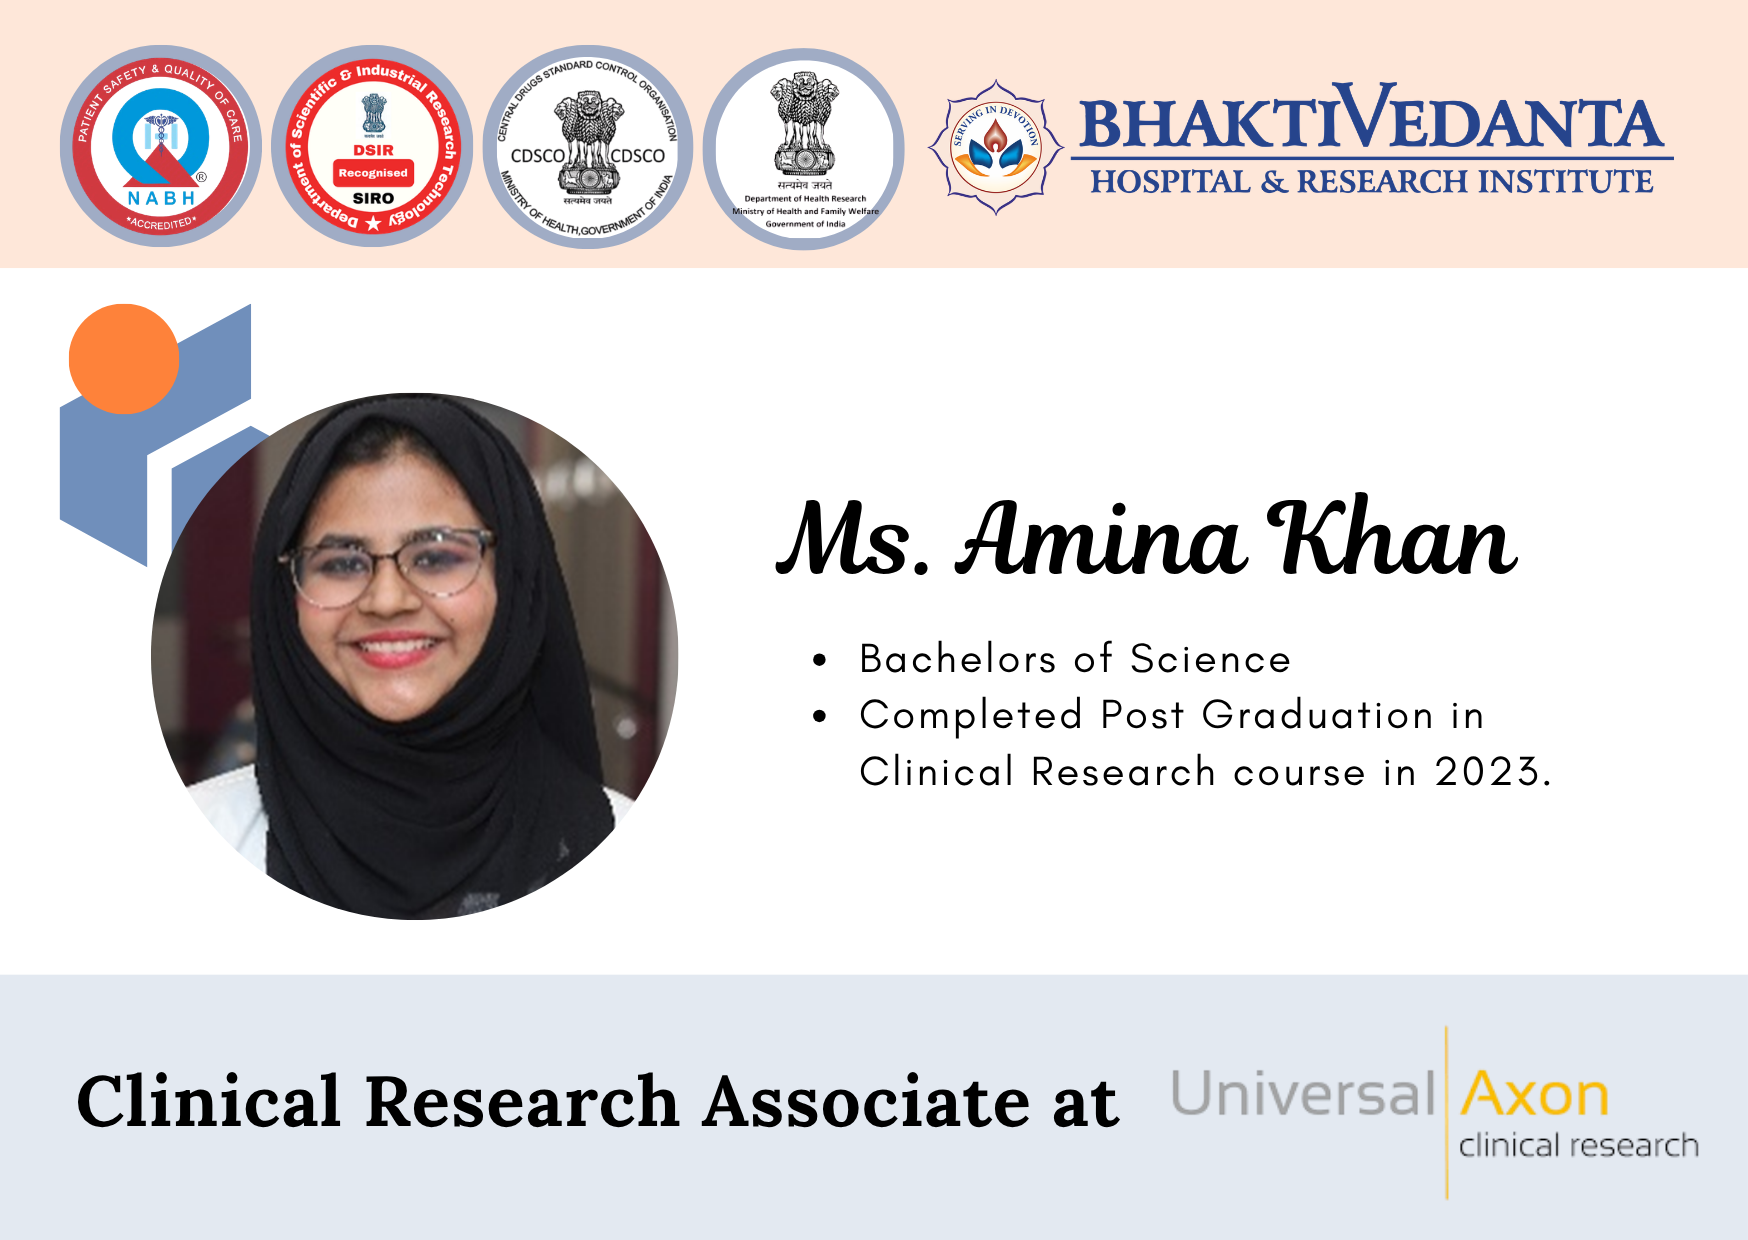 PATIENT SAFETY & QUALITY OF CARE
®
NABH
*ACCREDITED*
Department of Scientific & Industrial Research Technology
DSIR
Recognised
SIRO
CENTRAL DRUGS STANDARD CONTROL ORGANISATION
CDSCO CDSCO
सत्यमेव जयते
MINISTRY OF HEALTH,GOVERNMENT OF INDIA
सत्यमेव जयते
Department of Health Research
Ministry of Health and Family Welfare
Government of India
SERVING IN DEVOTION
BHAKTIVEDANTA
HOSPITAL & RESEARCH INSTITUTE
Ms. Amina Khan
• Bachelors of Science
• Completed Post Graduation in
Clinical Research course in 2023.
Clinical Research Associate at
Universal Axon
clinical research